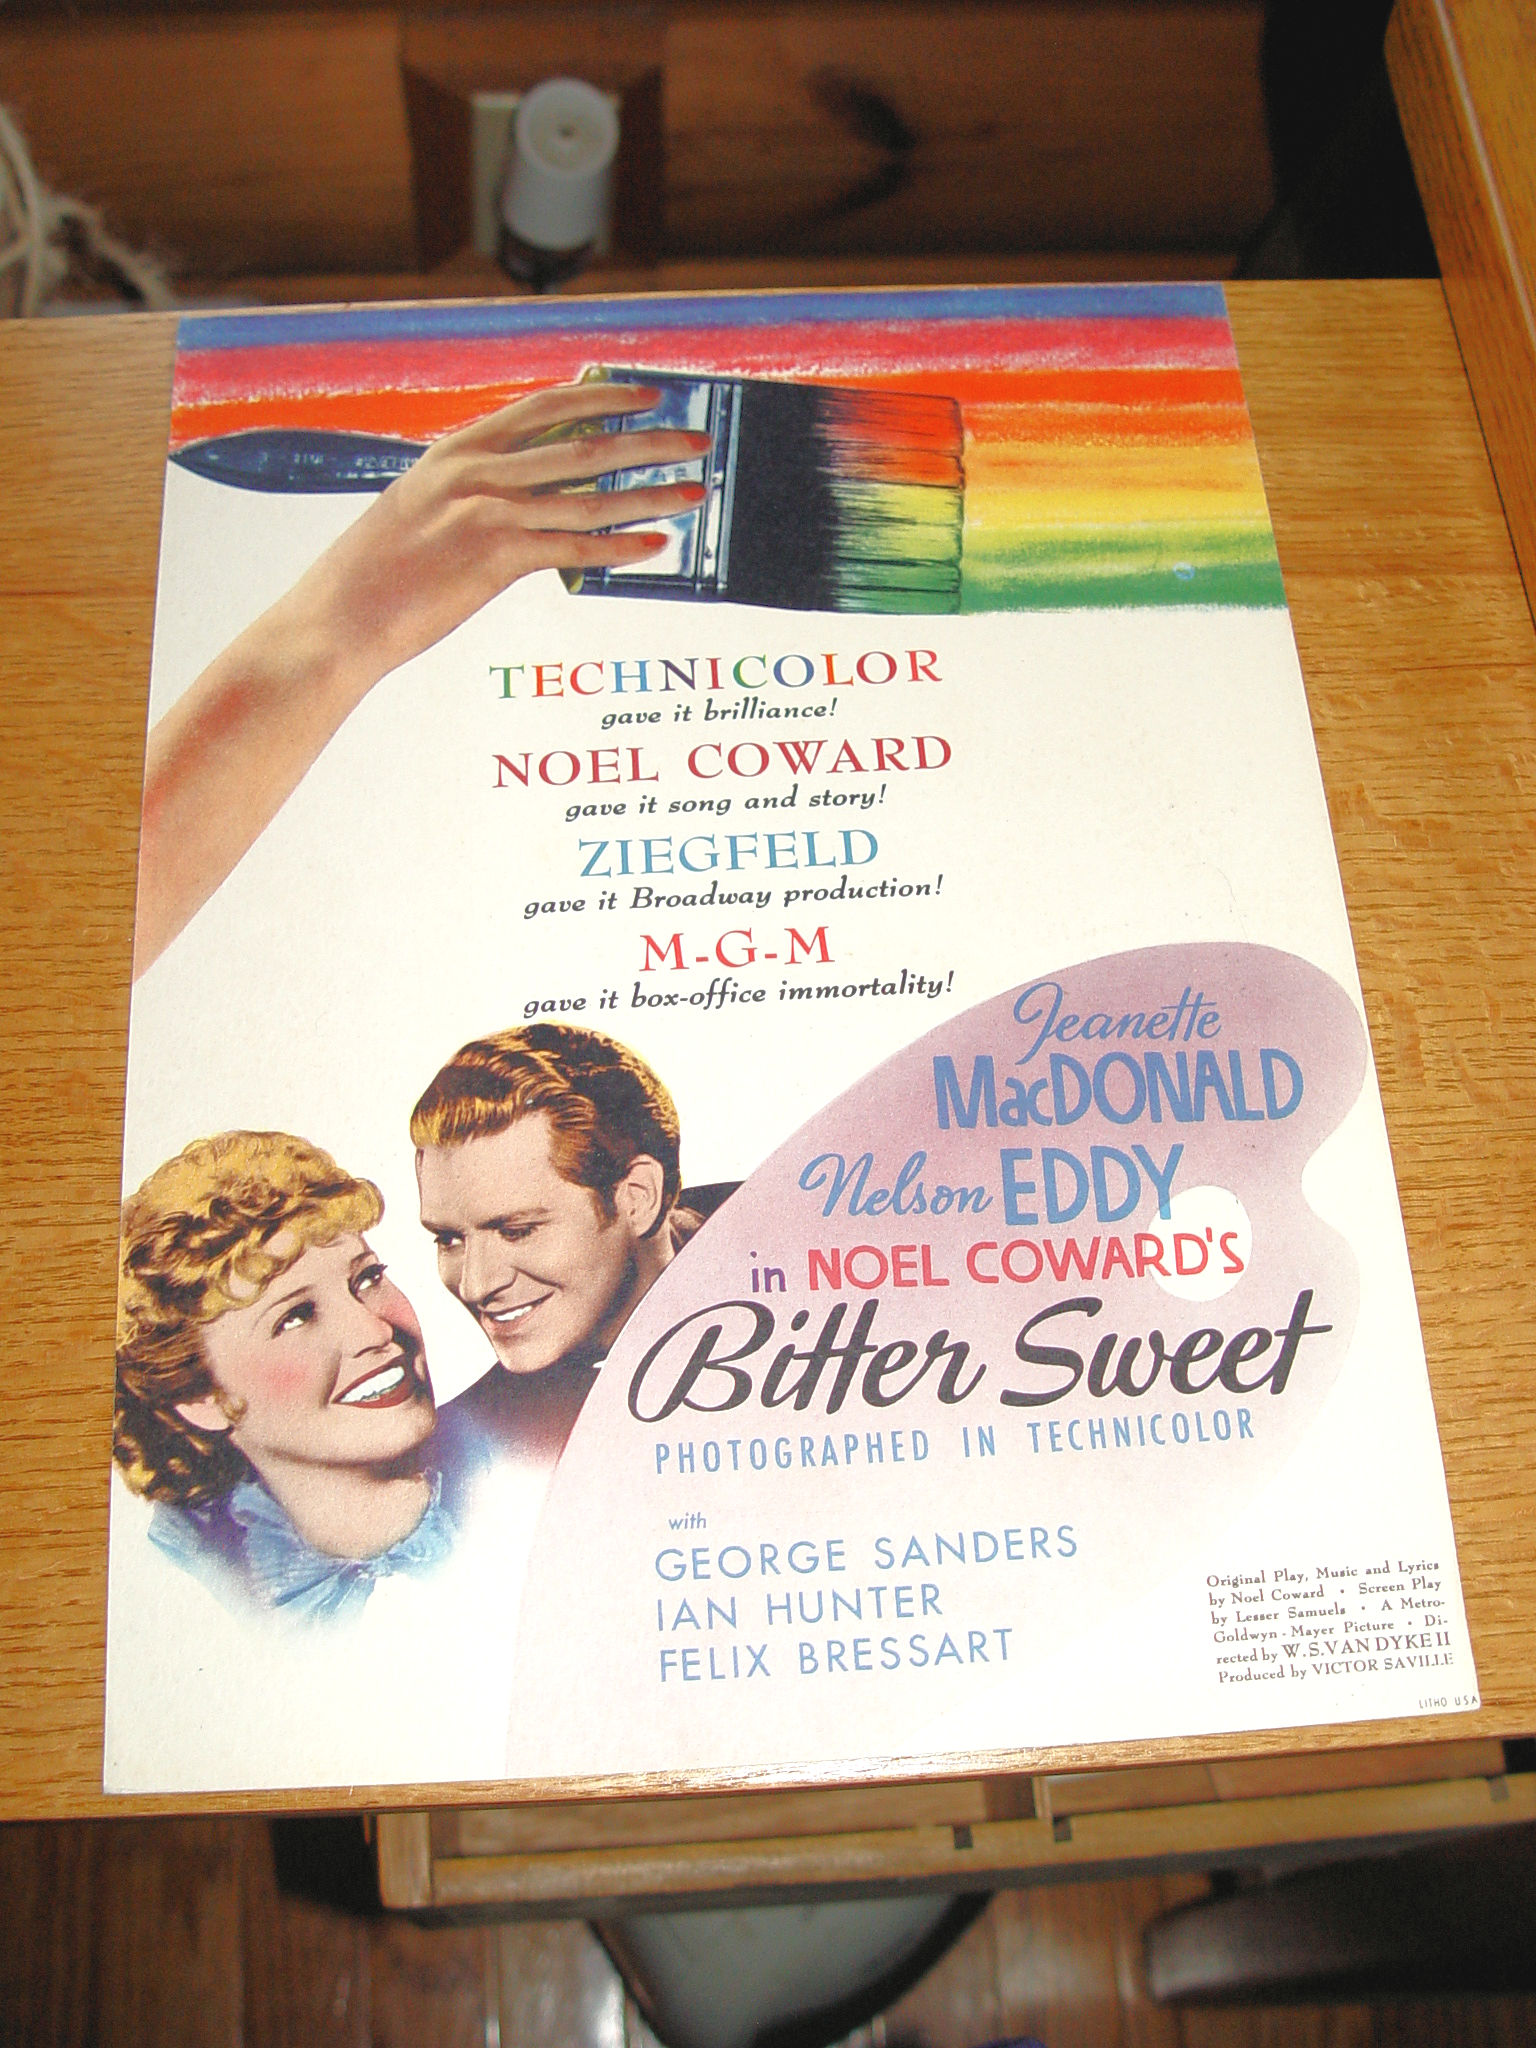 TECHNICOLOR
gave it brilliance!
NOEL COWARD
gave it song and story!
ZIEGFELD
gave it Broadway production!
M-G-M
gave it box-office immortality!
Jeanette
MacDONALD
Nelson EDDY
in NOEL COWARD'S
Bitter Sweet
PHOTOGRAPHED IN TECHNICOLOR
with
GEORGE SANDERS
IAN HUNTER
FELIX BRESSART
Original Play, Music and Lyrics
by Noel Coward • Screen Play
by Lesser Samuels • A Metro-
Goldwyn-Mayer Picture • Di-
rected by W. S. VAN DYKE II
Produced by VICTOR SAVILLE
LITHO USA